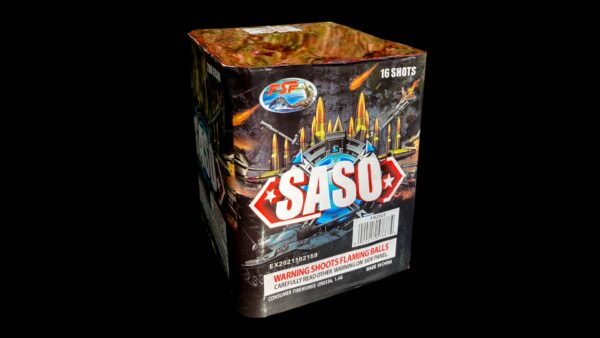 16 SHOTS
FSF
SASO
EX2021102169
WARNING SHOOTS FLAMING BALLS
CAREFULLY READ OTHER WARNING ON SIDE PANEL.
MADE IN CHINA
CONSUMER FIREWORKS UN0336, 1.4G